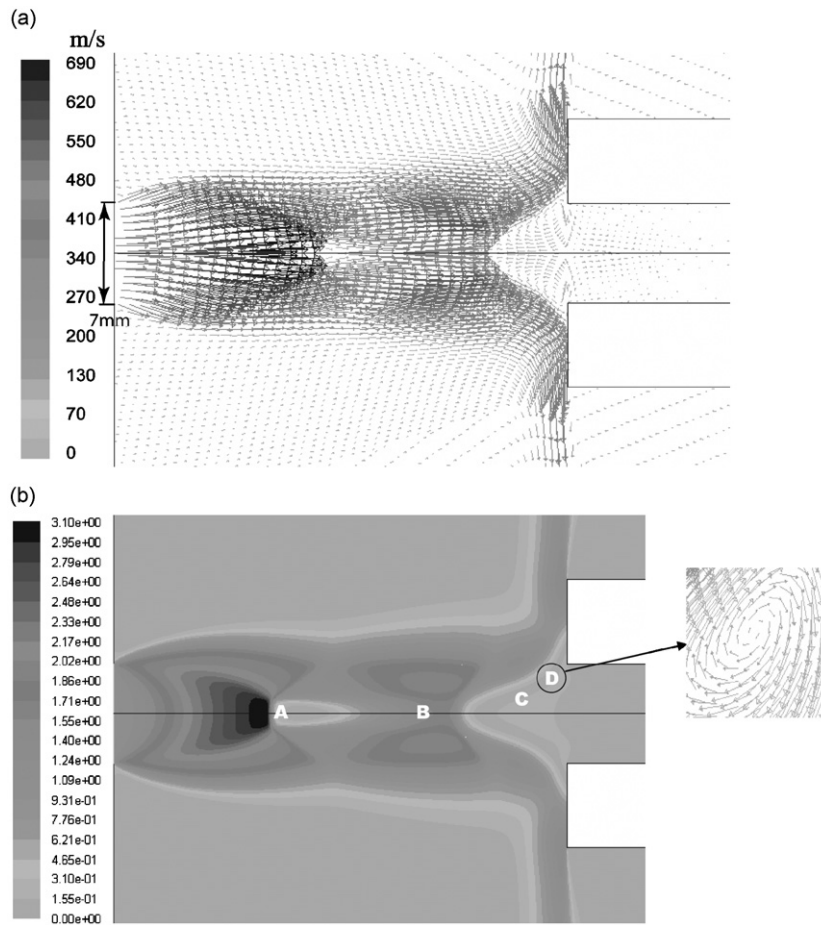 (a)
m/s
690
620
550
480
410
340
270
200
130
70
0
7mm
(b)
3.10e+00
2.95e+00
2.79e+00
2.64e+00
2.48e+00
2.33e+00
2.17e+00
2.02e+00
1.86e+00
1.71e+00
1.55e+00
1.40e+00
1.24e+00
1.09e+00
9.31e-01
7.76e-01
6.21e-01
4.65e-01
3.10e-01
1.55e-01
0.00e+00
A
B
C
D